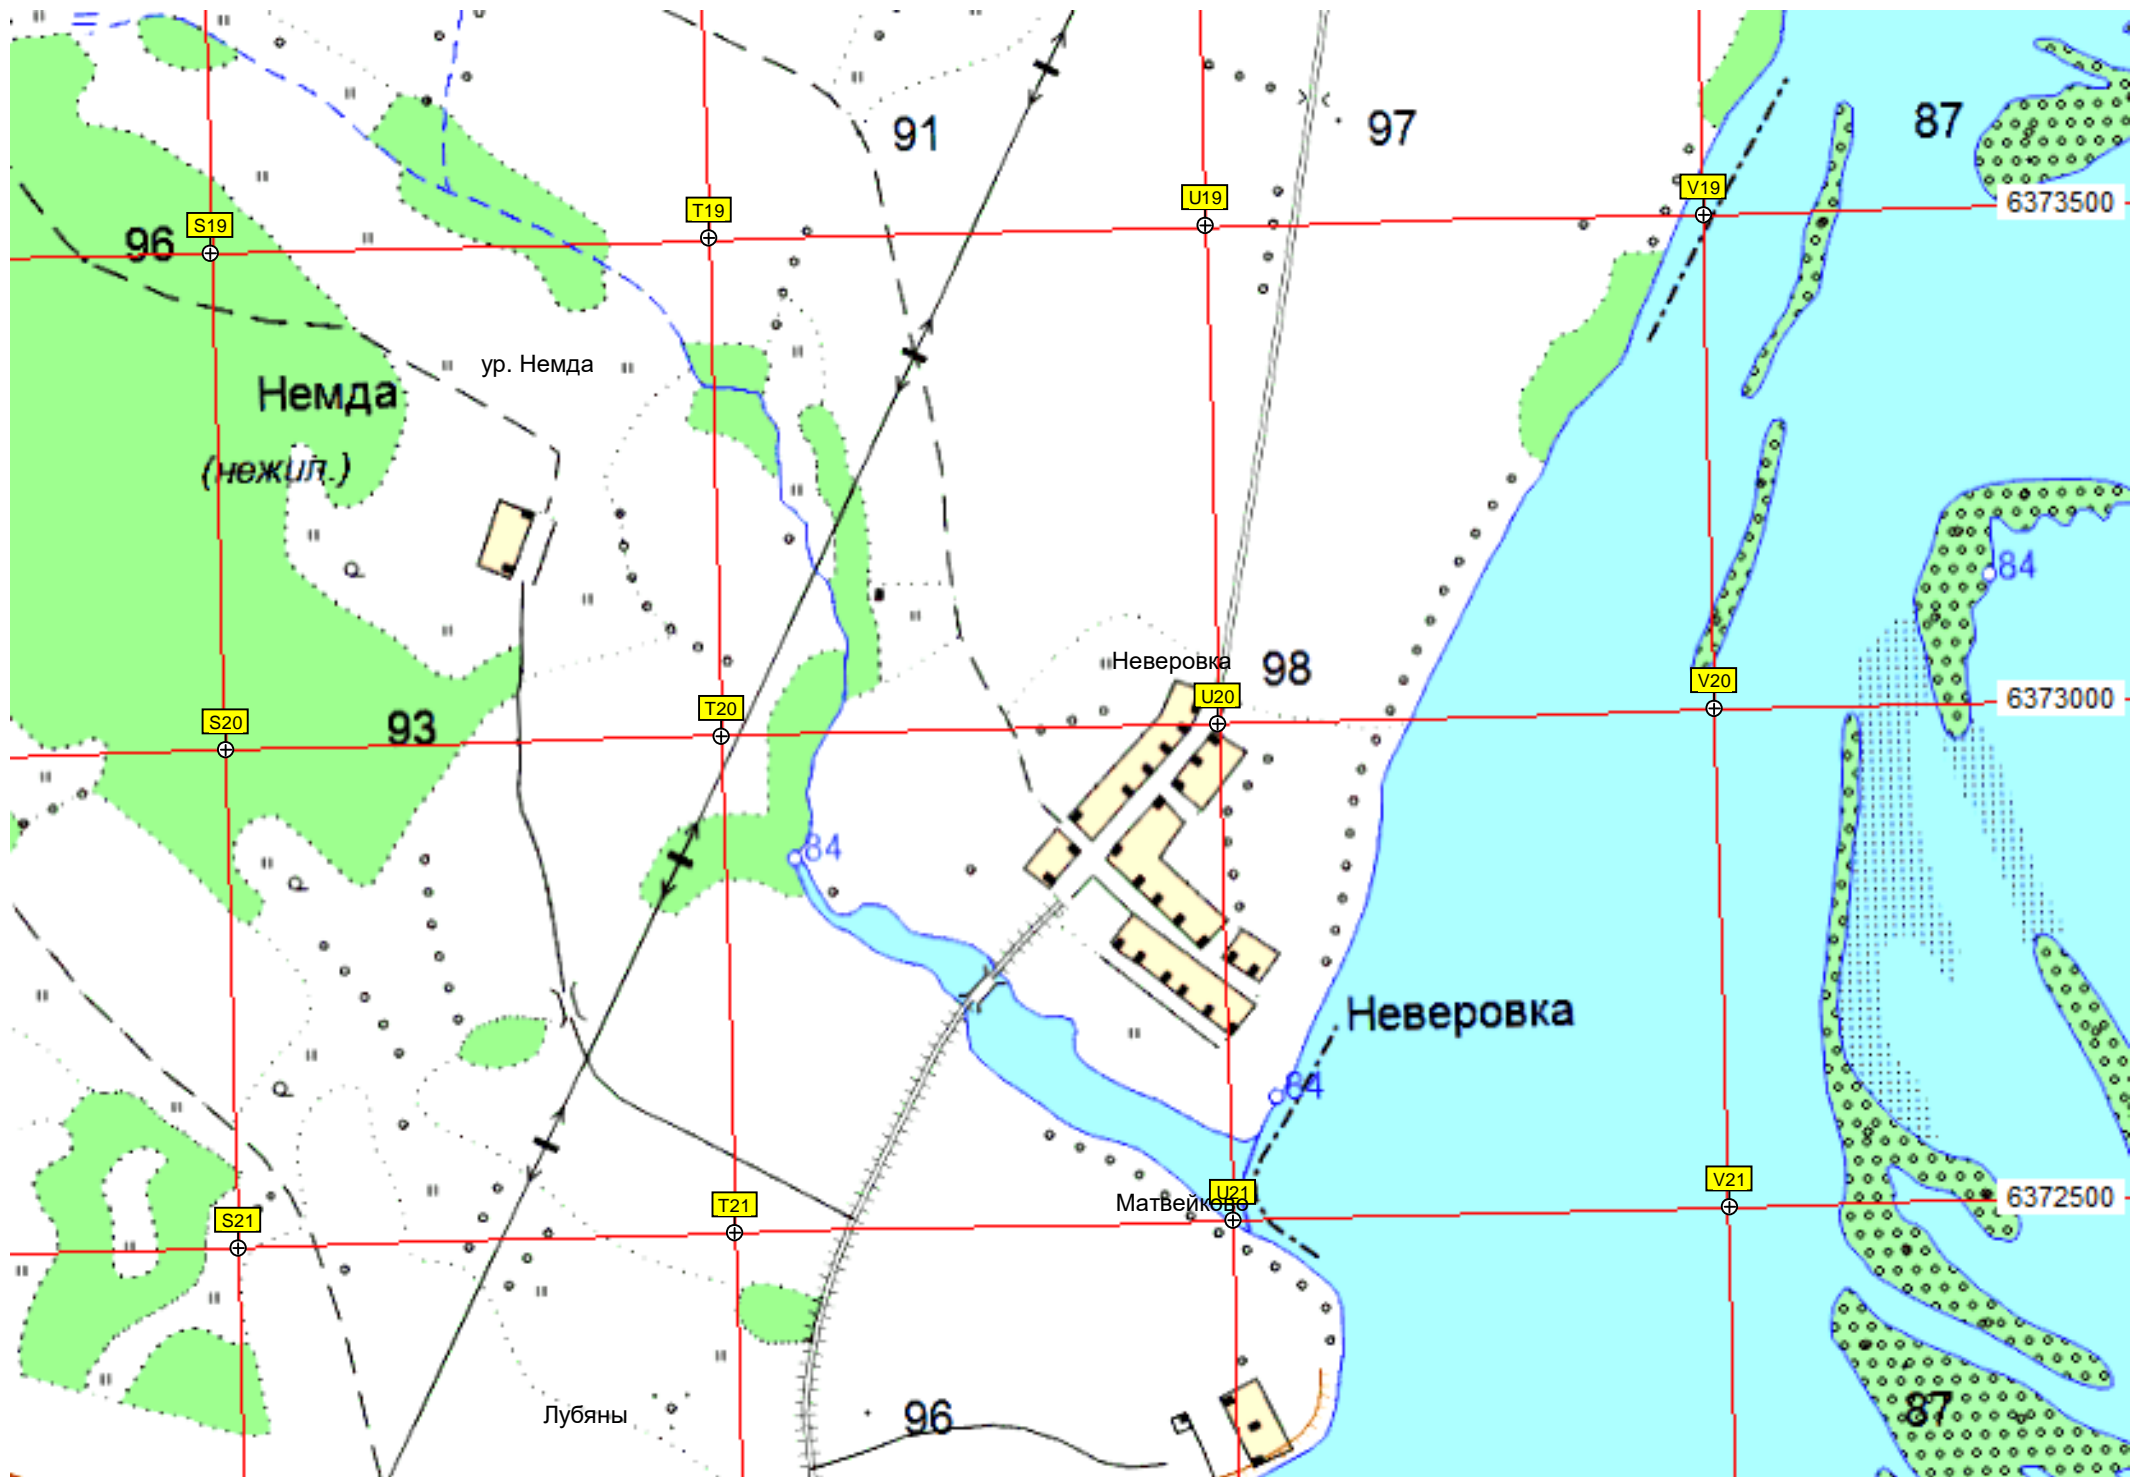 91
97
87
V19
U19
6373500
T19
S19
96
ур. Немда
Немда
(нежил.)
84
Неверовка
98
V20
U20
6373000
T20
S20
93
84
Неверовка
84
V21
U21
6372500
Матвейково
T21
S21
Лубяны
96
87